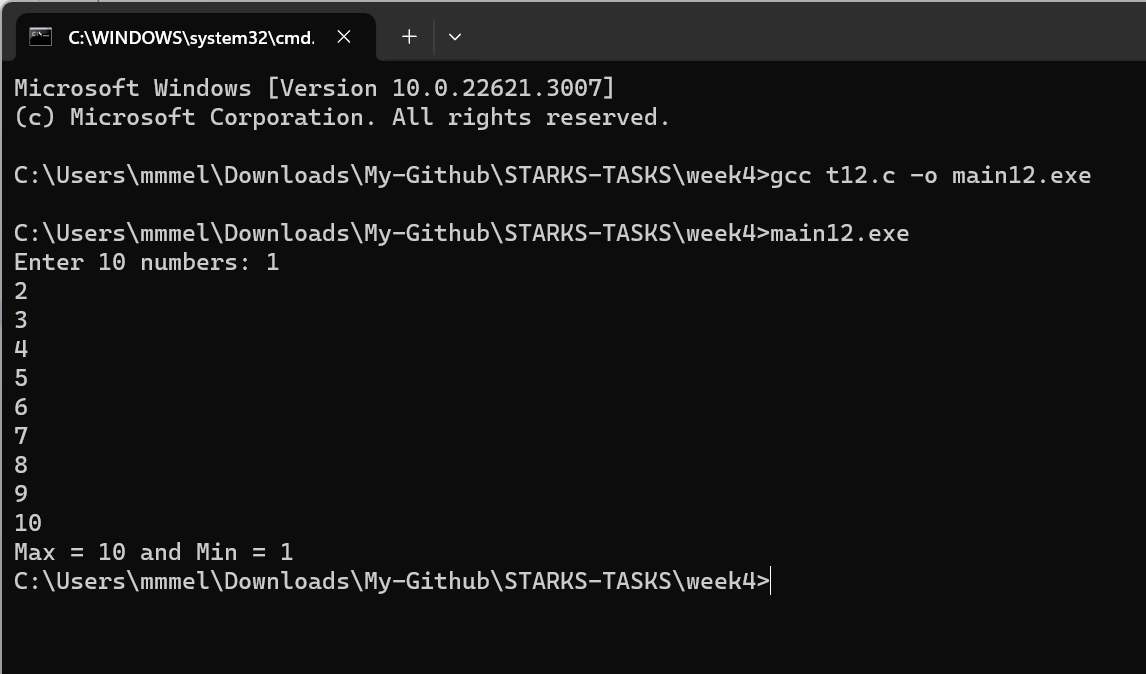 C:\WINDOWS\system32\cmd.
Microsoft Windows [Version 10.0.22621.3007]
(c) Microsoft Corporation. All rights reserved.
C:\Users\mmmel\Downloads\My-Github\STARKS-TASKS\week4>gcc t12.c -o main12.exe
C:\Users\mmmel\Downloads\My-Github\STARKS-TASKS\week4>main12.exe
Enter 10 numbers: 1
2
3
4
5
6
7
8
9
10
Max = 10 and Min = 1
C:\Users\mmmel\Downloads\My-Github\STARKS-TASKS\week4>